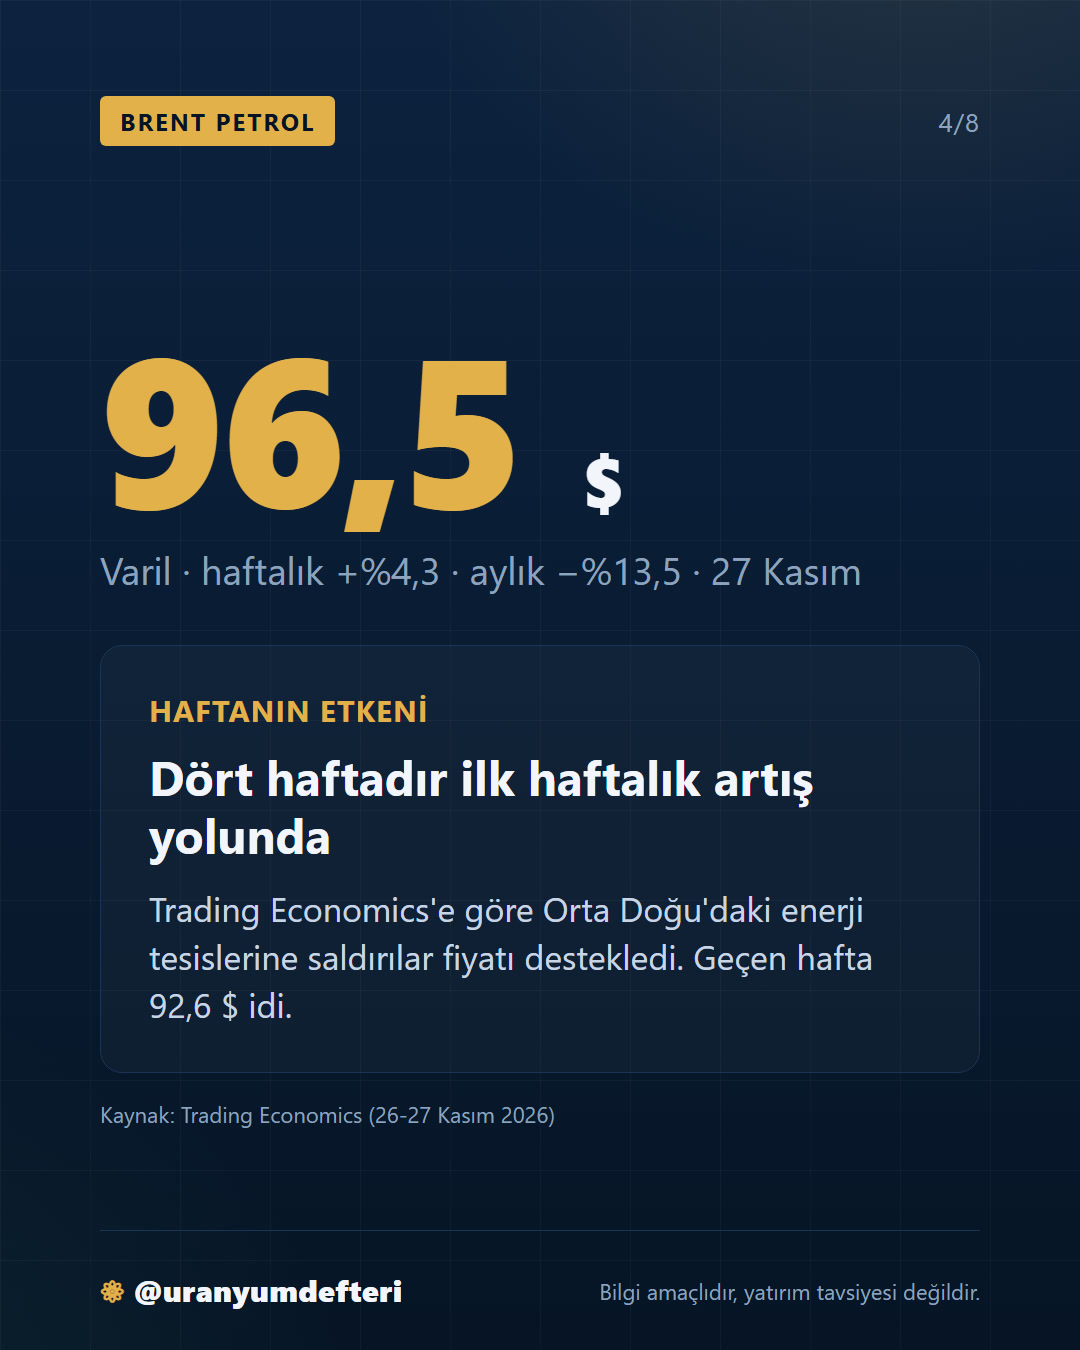 BRENT PETROL
4/8
96,5 $
Varil · haftalık +%4,3 · aylık −%13,5 · 27 Kasım
HAFTANIN ETKENİ
Dört haftadır ilk haftalık artış
yolunda
Trading Economics'e göre Orta Doğu'daki enerji
tesislerine saldırılar fiyatı destekledi. Geçen hafta
92,6 $ idi.
Kaynak: Trading Economics (26-27 Kasım 2026)
@uranyumdefteri
Bilgi amaçlıdır, yatırım tavsiyesi değildir.